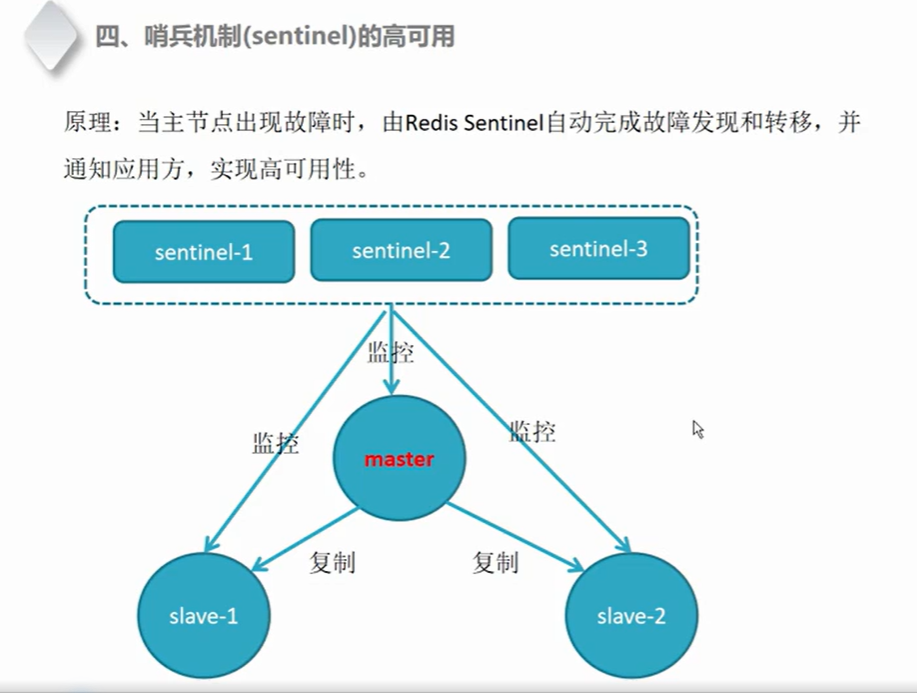 四、哨兵机制(sentinel)的高可用
原理：当主节点出现故障时，由Redis Sentinel自动完成故障发现和转移，并
通知应用方，实现高可用性。
sentinel-1
sentinel-2
sentinel-3
监控
监控
监控
master
复制
复制
slave-1
slave-2